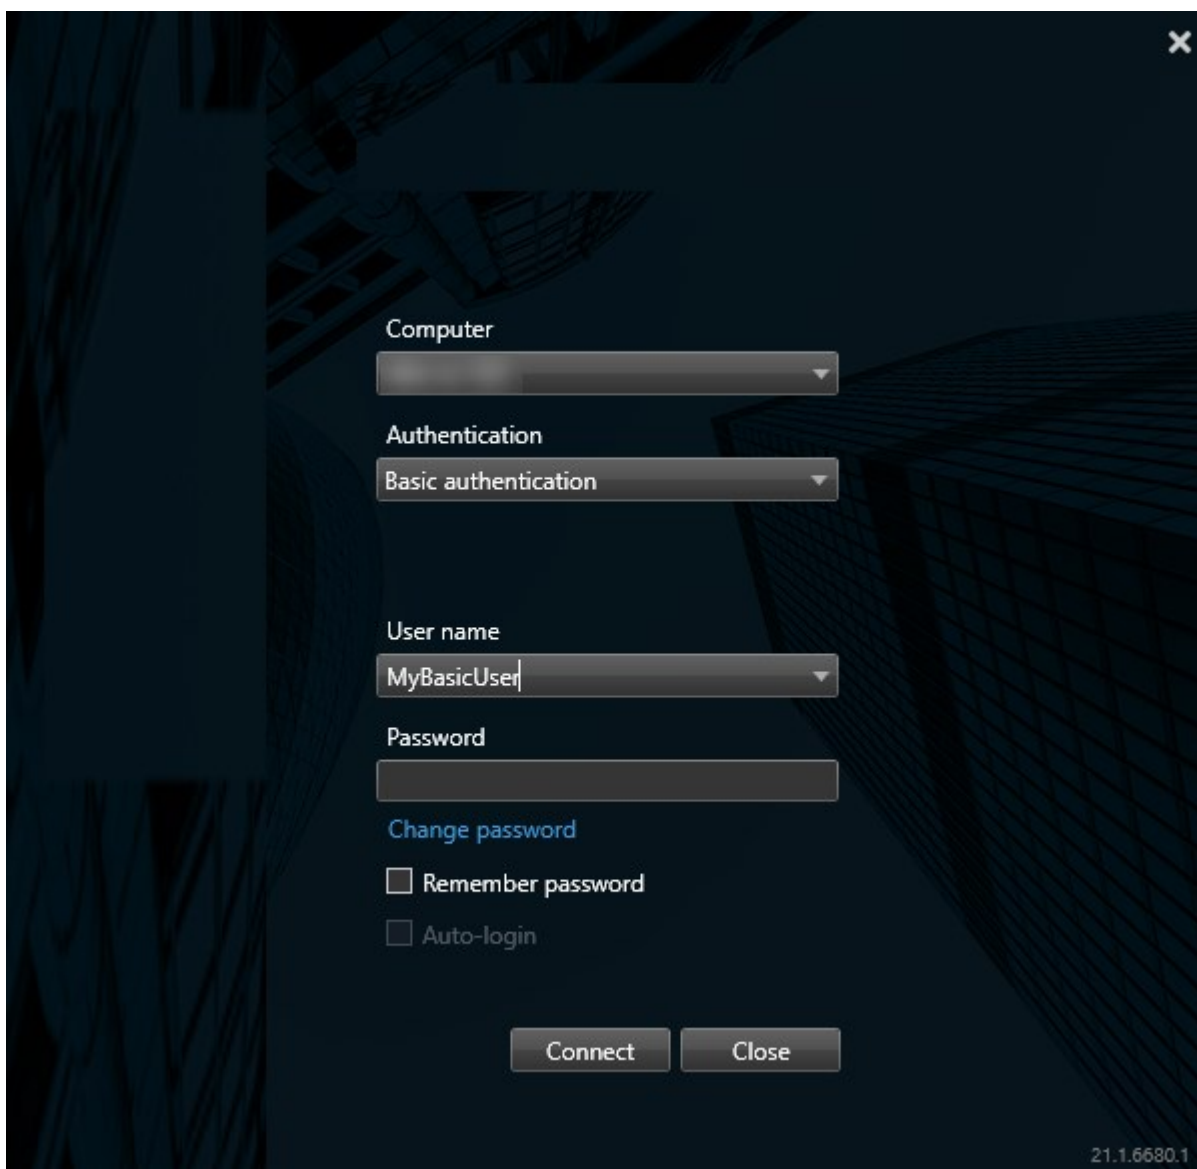 Computer
Authentication
Basic authentication
User name
MyBasicUser
Password
Change password
Remember password
Auto-login
Connect Close
21.1.6680.1